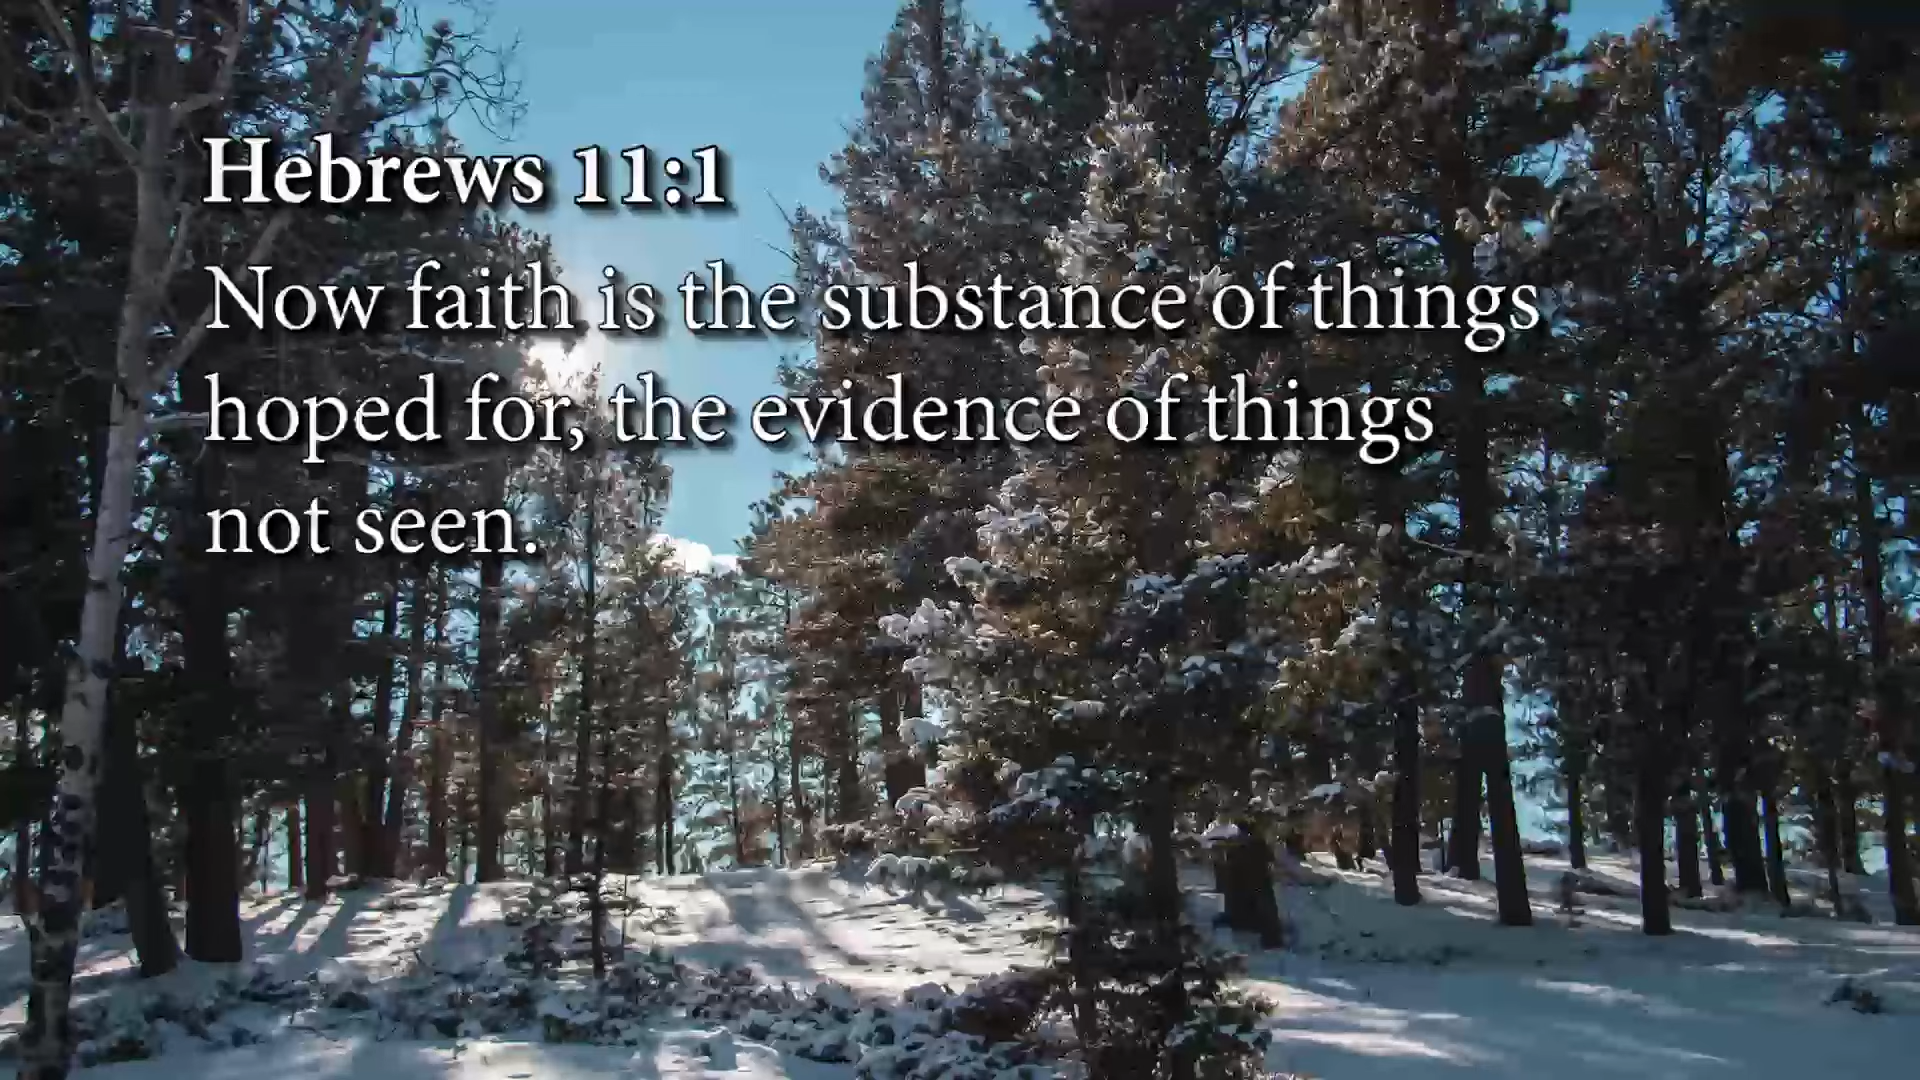 Hebrews 11:1
Now faith is the substance of things
hoped for, the evidence of things
not seen.